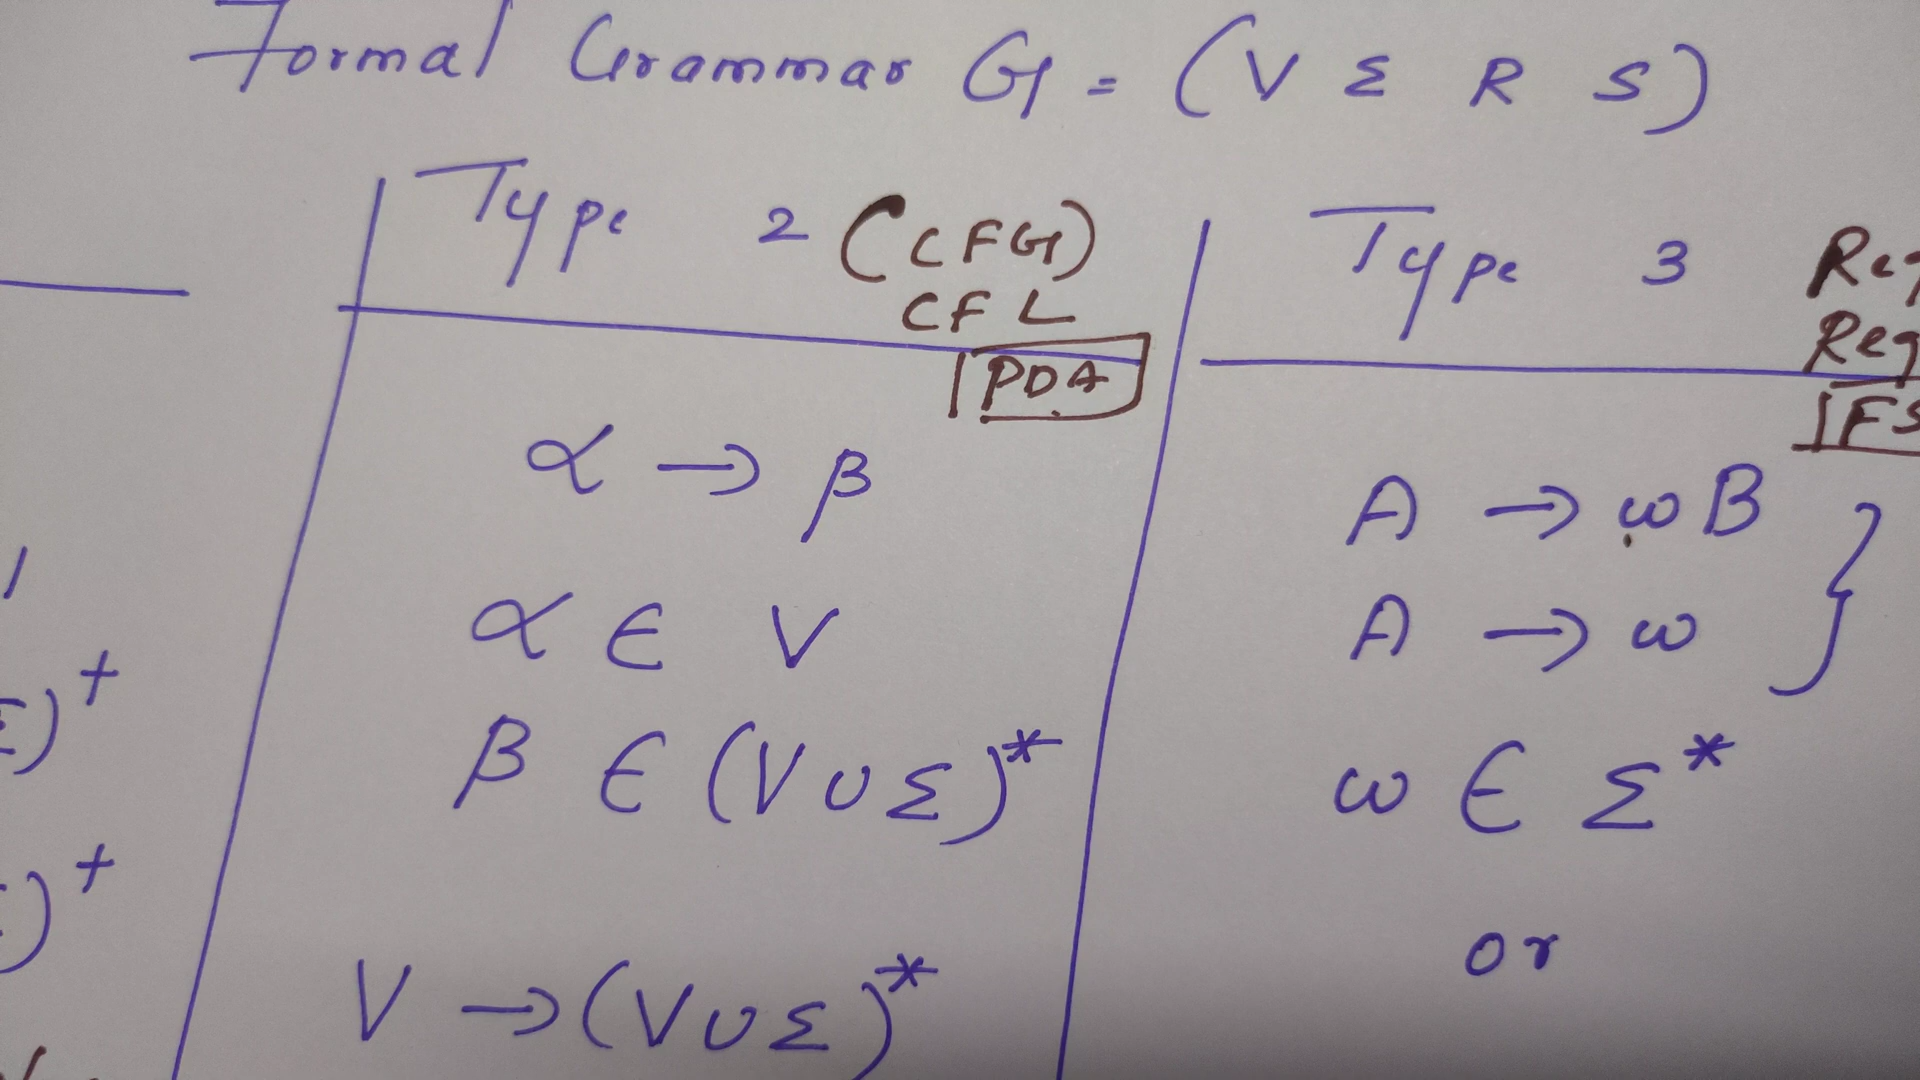 Formal Grammar G = (V Σ R S)
Type 2 (CFG)
CFL
PDA
α → β
α ∈ V
β ∈ (V ∪ Σ)*
V → (V ∪ Σ)*
Type 3
A → ωB
A → ω }
ω ∈ Σ*
or